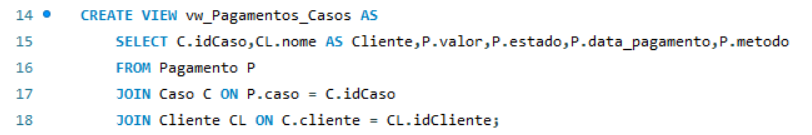 14 CREATE VIEW vw_Pagamentos_Casos AS
15 SELECT C.idCaso,CL.nome AS Cliente,P.valor,P.estado,P.data_pagamento,P.metodo
16 FROM Pagamento P
17 JOIN Caso C ON P.caso = C.idCaso
18 JOIN Cliente CL ON C.cliente = CL.idCliente;